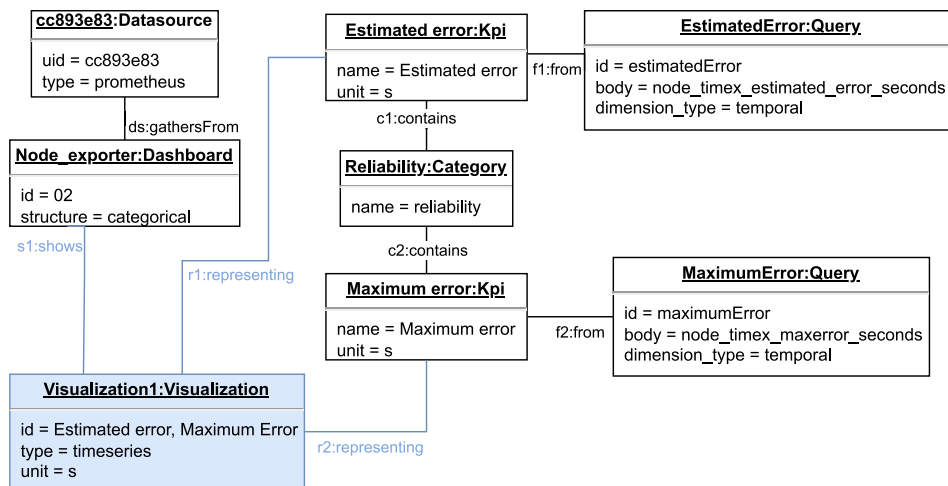 cc893e83:Datasource
uid = cc893e83
type = prometheus
ds:gathersFrom
Node_exporter:Dashboard
id = 02
structure = categorical
s1:shows
Estimated error:Kpi
name = Estimated error
unit = s
f1:from
EstimatedError:Query
id = estimatedError
body = node_timex_estimated_error_seconds
dimension_type = temporal
c1:contains
Reliability:Category
name = reliability
c2:contains
r1:representing
Maximum error:Kpi
name = Maximum error
unit = s
f2:from
MaximumError:Query
id = maximumError
body = node_timex_maxerror_seconds
dimension_type = temporal
Visualization1:Visualization
id = Estimated error, Maximum Error
type = timeseries
unit = s
r2:representing